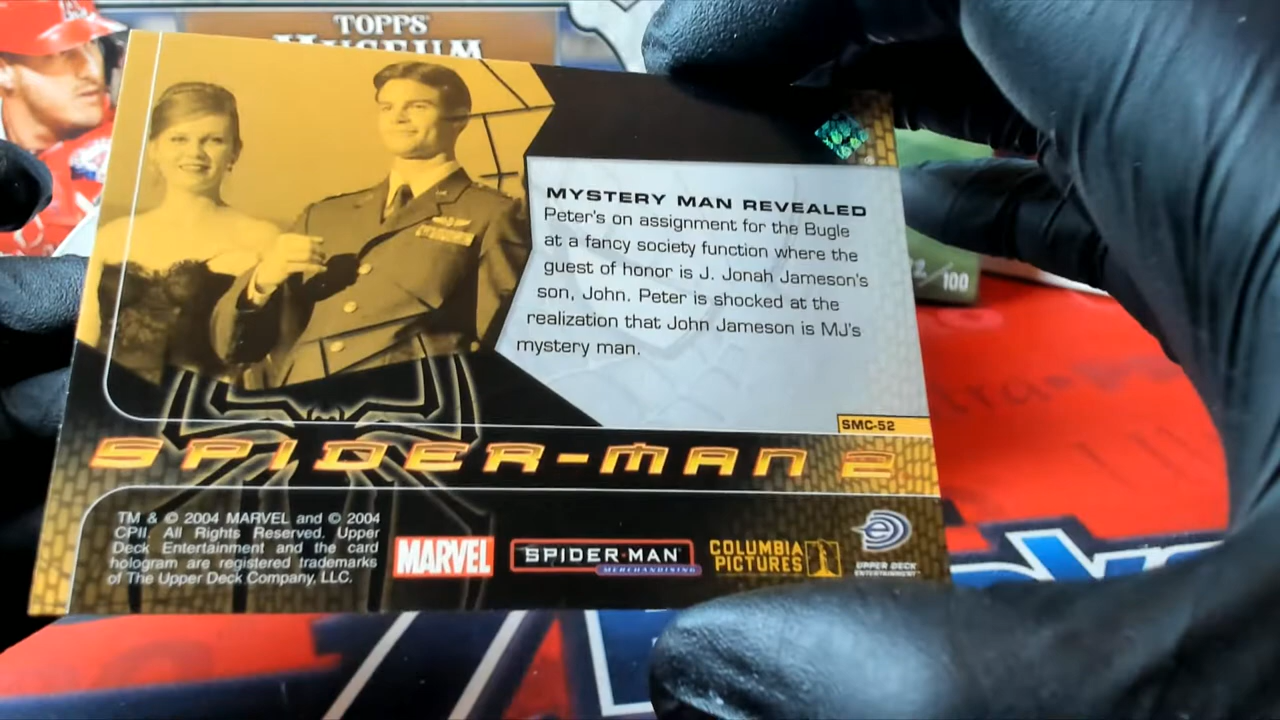 TOPPS
MUSEUM
MYSTERY MAN REVEALED
Peter's on assignment for the Bugle
at a fancy society function where the
guest of honor is J. Jonah Jameson's
son, John. Peter is shocked at the
realization that John Jameson is MJ's
mystery man.
2/100
SMC-52
SPIDER-MAN 2
TM & © 2004 MARVEL and © 2004
CPII. All Rights Reserved. Upper
Deck Entertainment and the card
hologram are registered trademarks
of The Upper Deck Company, LLC.
MARVEL
SPIDER-MAN
MERCHANDISING
COLUMBIA
PICTURES
UPPER DECK
ENTERTAINMENT